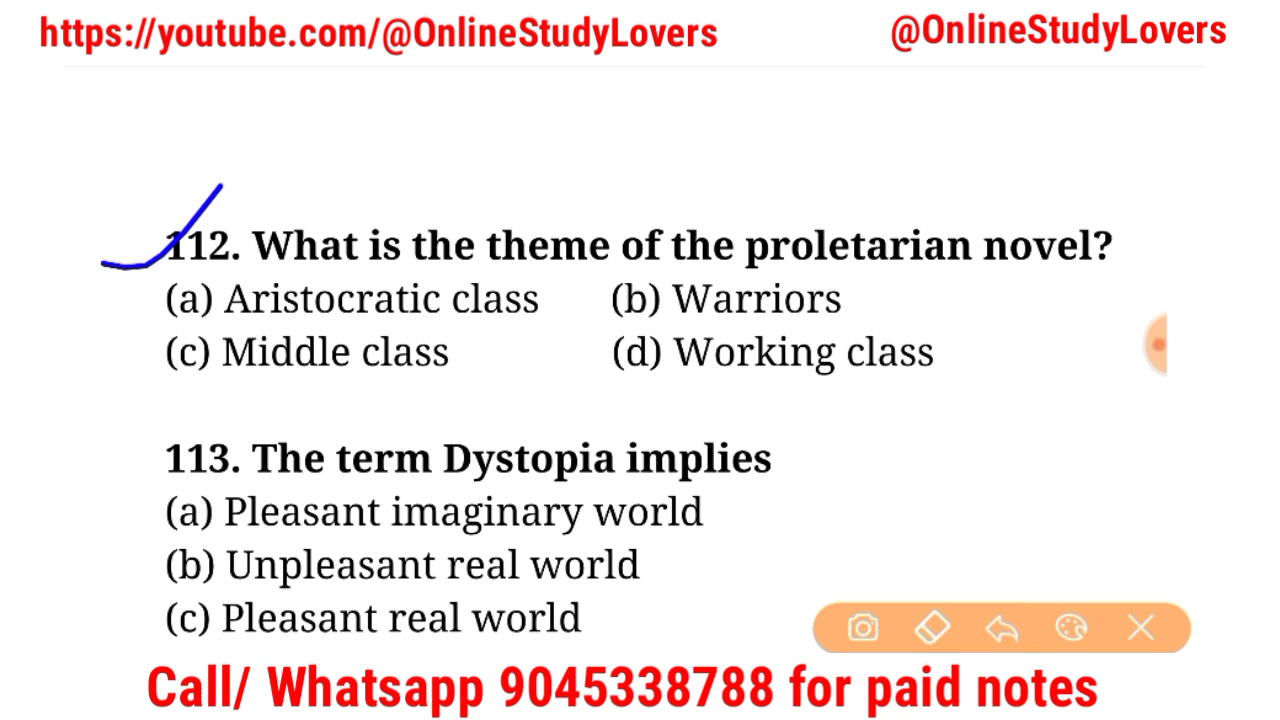 https://youtube.com/@OnlineStudyLovers @OnlineStudyLovers
112. What is the theme of the proletarian novel?
(a) Aristocratic class (b) Warriors
(c) Middle class (d) Working class
113. The term Dystopia implies
(a) Pleasant imaginary world
(b) Unpleasant real world
(c) Pleasant real world
Call/ Whatsapp 9045338788 for paid notes